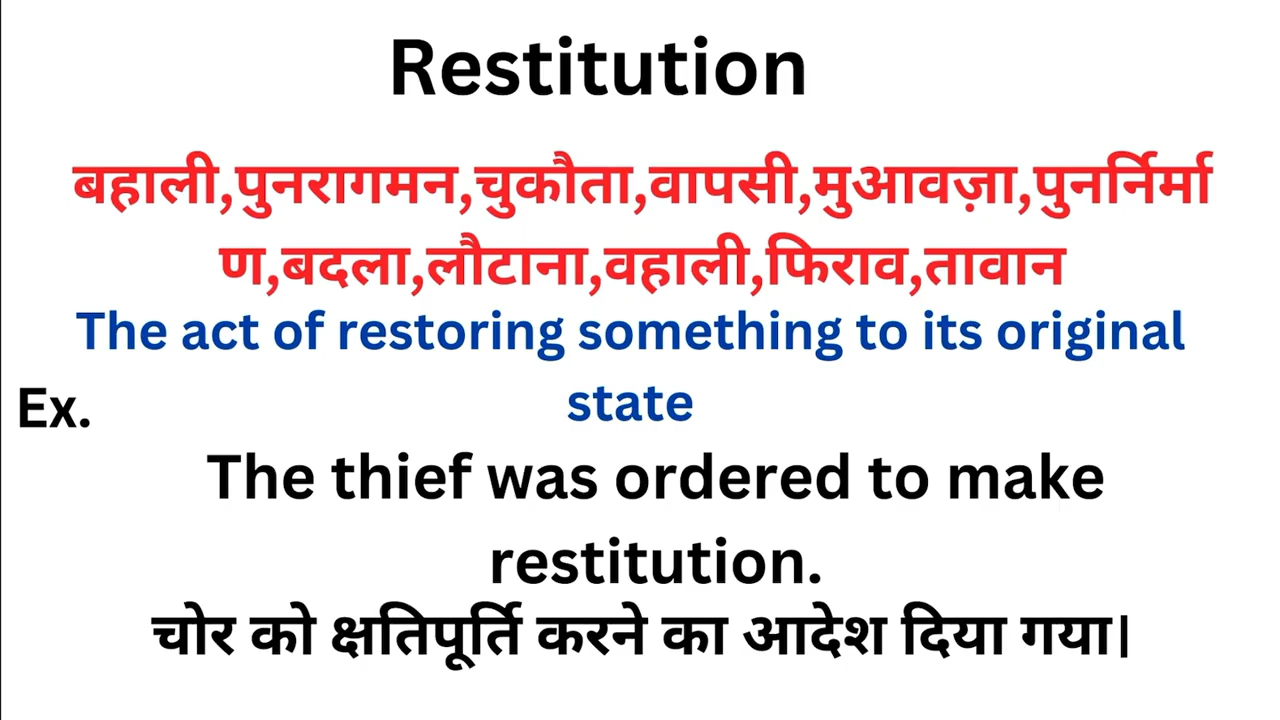 Restitution
बहाली,पुनरागमन,चुकौता,वापसी,मुआवज़ा,पुनर्निर्मा
ण,बदला,लौटाना,वहाली,फिराव,तावान
The act of restoring something to its original
state
Ex.
The thief was ordered to make
restitution.
चोर को क्षतिपूर्ति करने का आदेश दिया गया।